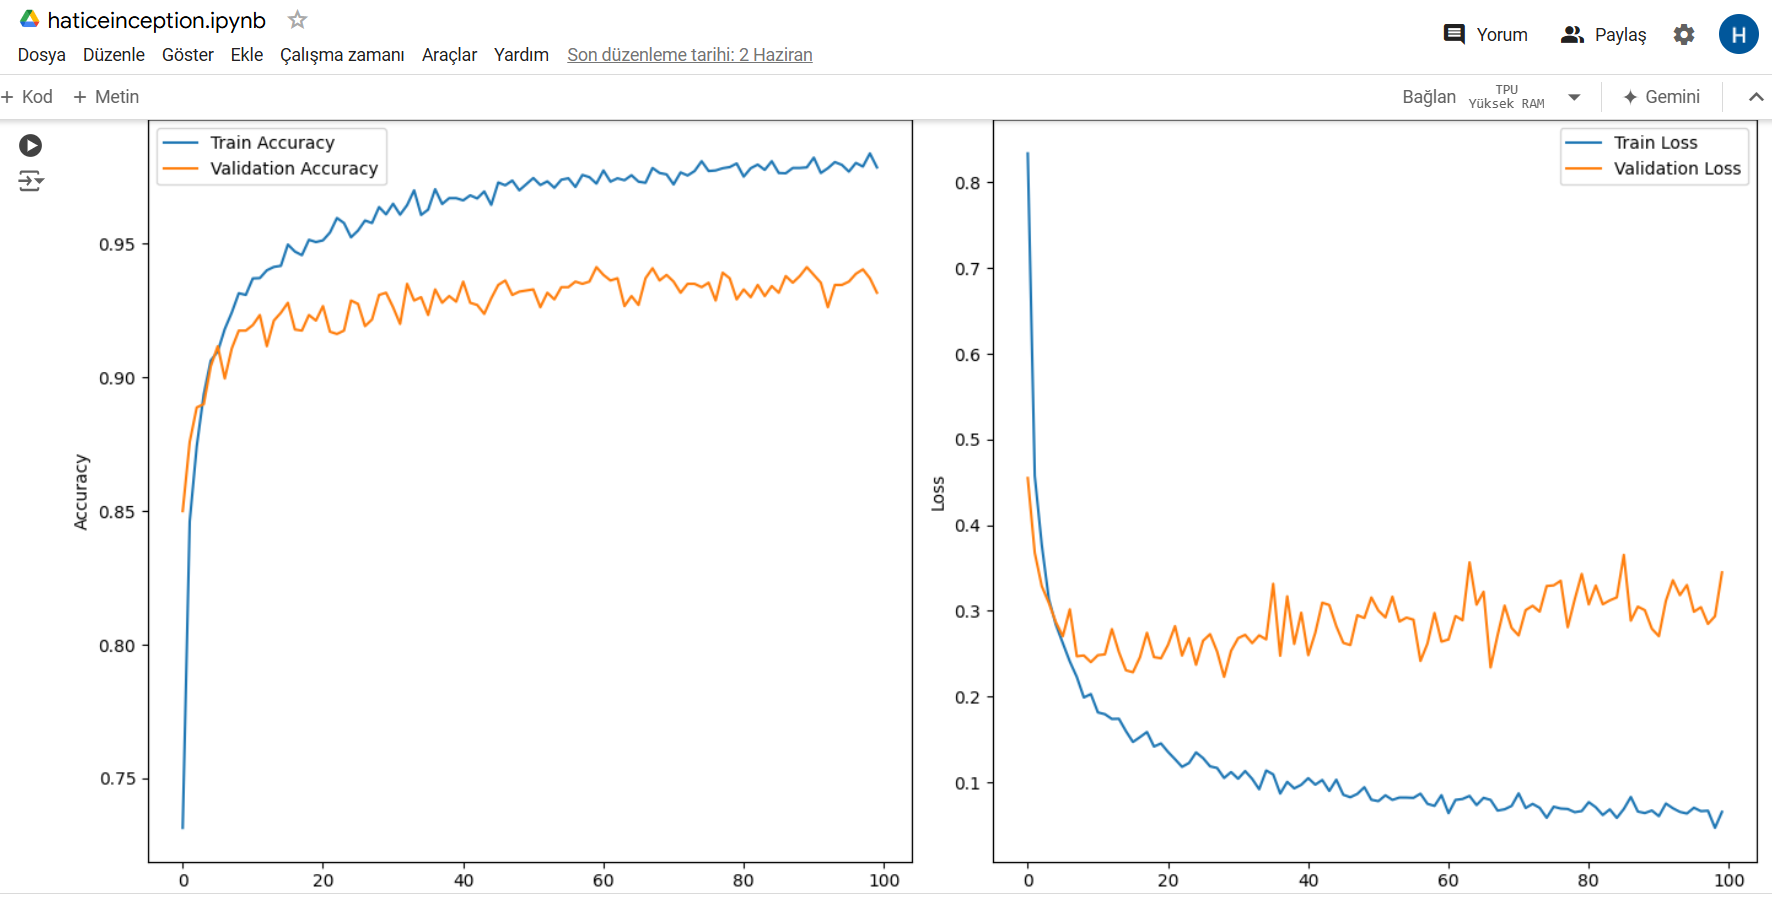 haticeinception.ipynb
Dosya Düzenle Göster Ekle Çalışma zamanı Araçlar Yardım Son düzenleme tarihi: 2 Haziran
Yorum Paylaş H
+ Kod + Metin
Bağlan TPU
Yüksek RAM
Gemini
Train Accuracy
Validation Accuracy
0.95
0.90
0.85
0.80
0.75
Accuracy
0 20 40 60 80 100
Train Loss
Validation Loss
0.8
0.7
0.6
0.5
0.4
0.3
0.2
0.1
Loss
0 20 40 60 80 100